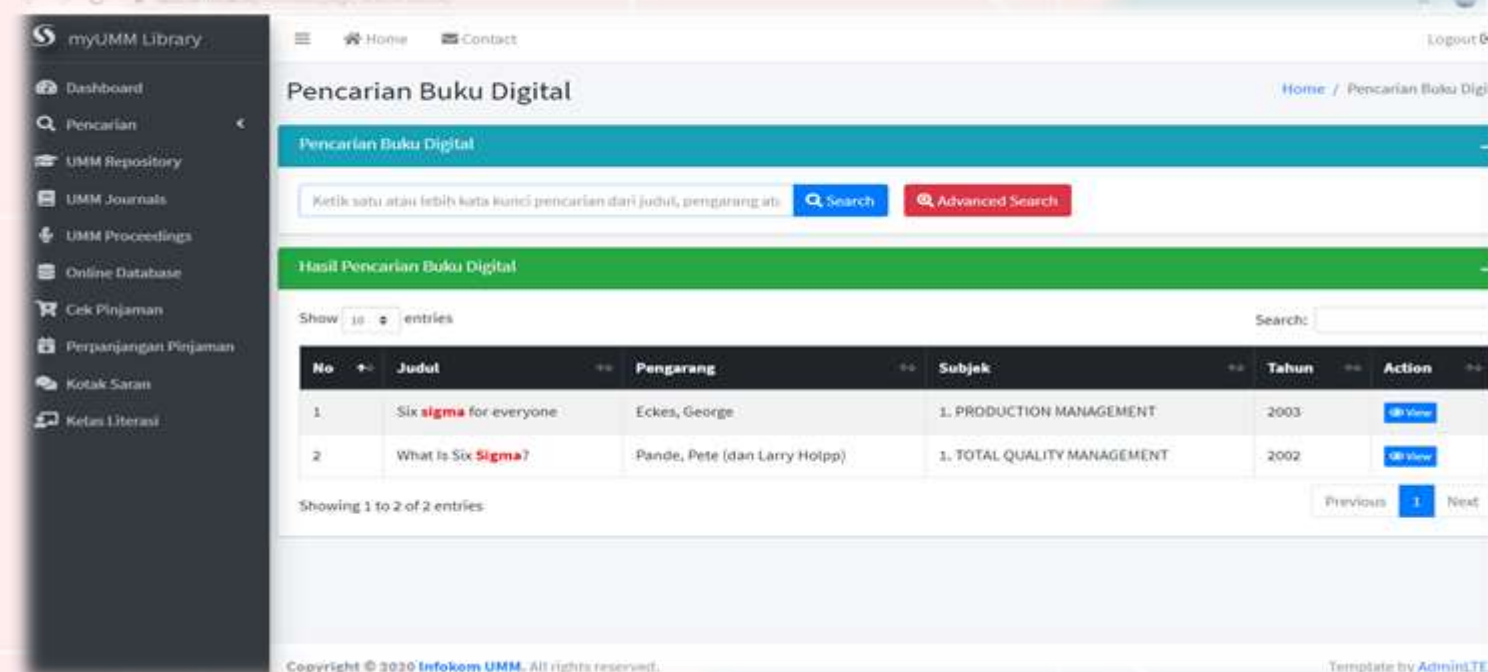 myUMM Library
Home Contact
Logout
Dashboard
Pencarian
UMM Repository
UMM Journals
UMM Proceedings
Online Database
Cek Pinjaman
Perpanjangan Pinjaman
Kotak Saran
Kelas Literasi
Pencarian Buku Digital
Home / Pencarian Buku Digi
Pencarian Buku Digital
Ketik satu atau lebih kata kunci pencarian dari judul, pengarang ata
Search
Advanced Search
Hasil Pencarian Buku Digital
Show 10 entries
Search:
No Judul Pengarang Subjek Tahun Action
1 Six sigma for everyone Eckes, George 1. PRODUCTION MANAGEMENT 2003 View
2 What Is Six Sigma? Pande, Pete (dan Larry Holpp) 1. TOTAL QUALITY MANAGEMENT 2002 View
Showing 1 to 2 of 2 entries
Previous 1 Next
Copyright © 2020 Infokom UMM. All rights reserved.
Template by AdminLTE